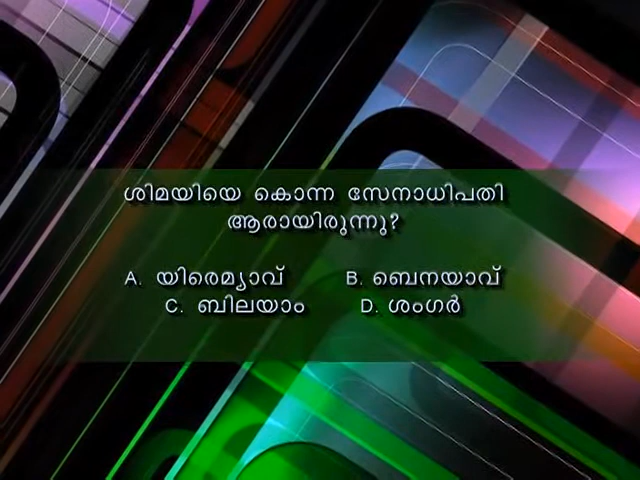 ശിമയിയെ കൊന്ന സേനാധിപതി
ആരായിരുന്നു?
A. യിരെമ്യാവ് B. ബെനയാവ്
C. ബിലയാം D. ശംഗർ